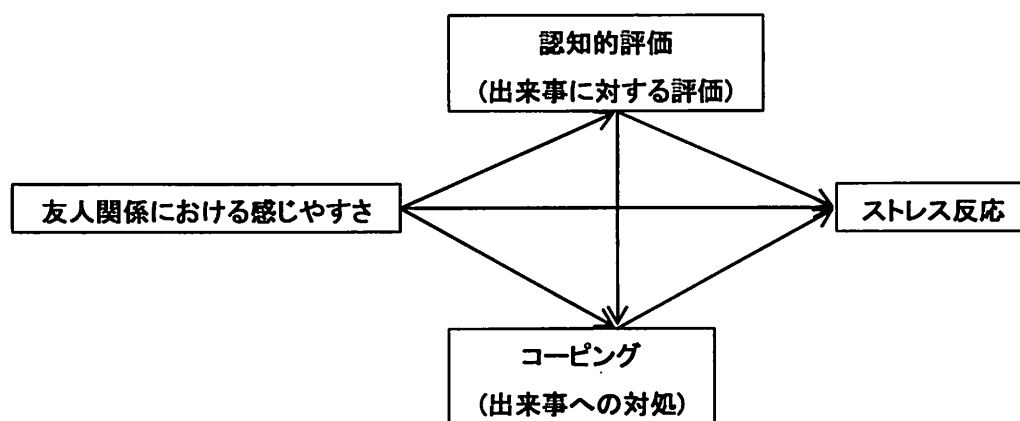 認知的評価
(出来事に対する評価)
友人関係における感じやすさ
ストレス反応
コーピング
(出来事への対処)